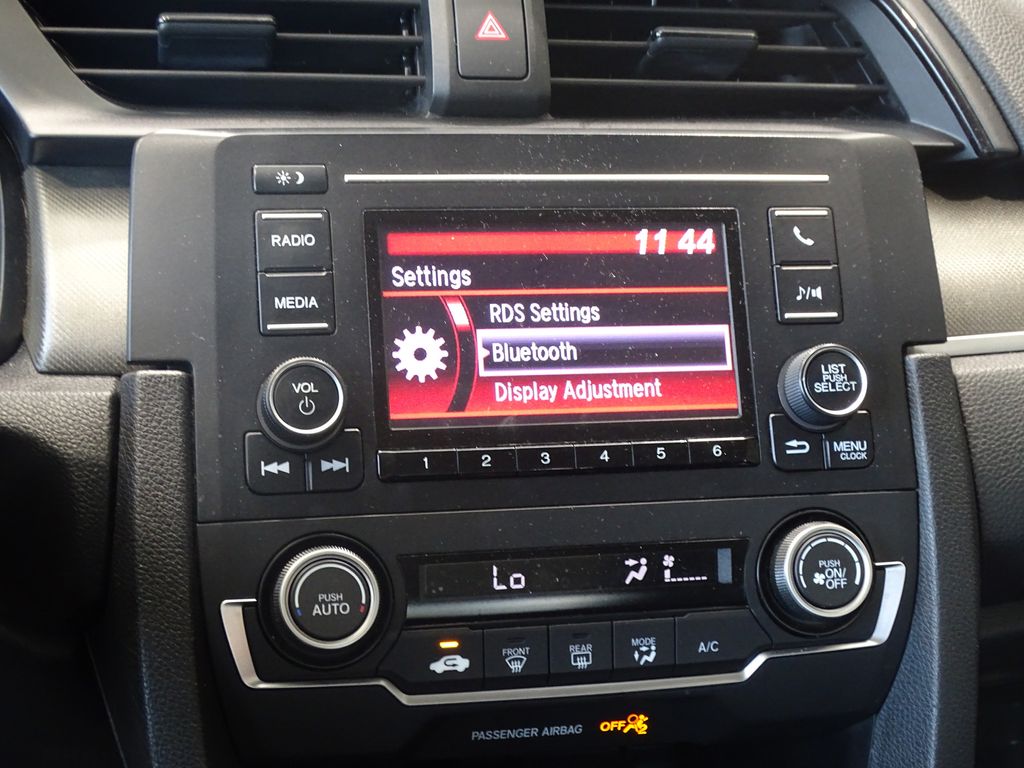 RADIO
MEDIA
VOL
11 44
Settings
RDS Settings
Bluetooth
Display Adjustment
1 2 3 4 5 6
LIST
PUSH
SELECT
MENU
CLOCK
PUSH
AUTO
Lo
PUSH
ON/
OFF
FRONT
REAR
MODE
A/C
PASSENGER AIRBAG OFF